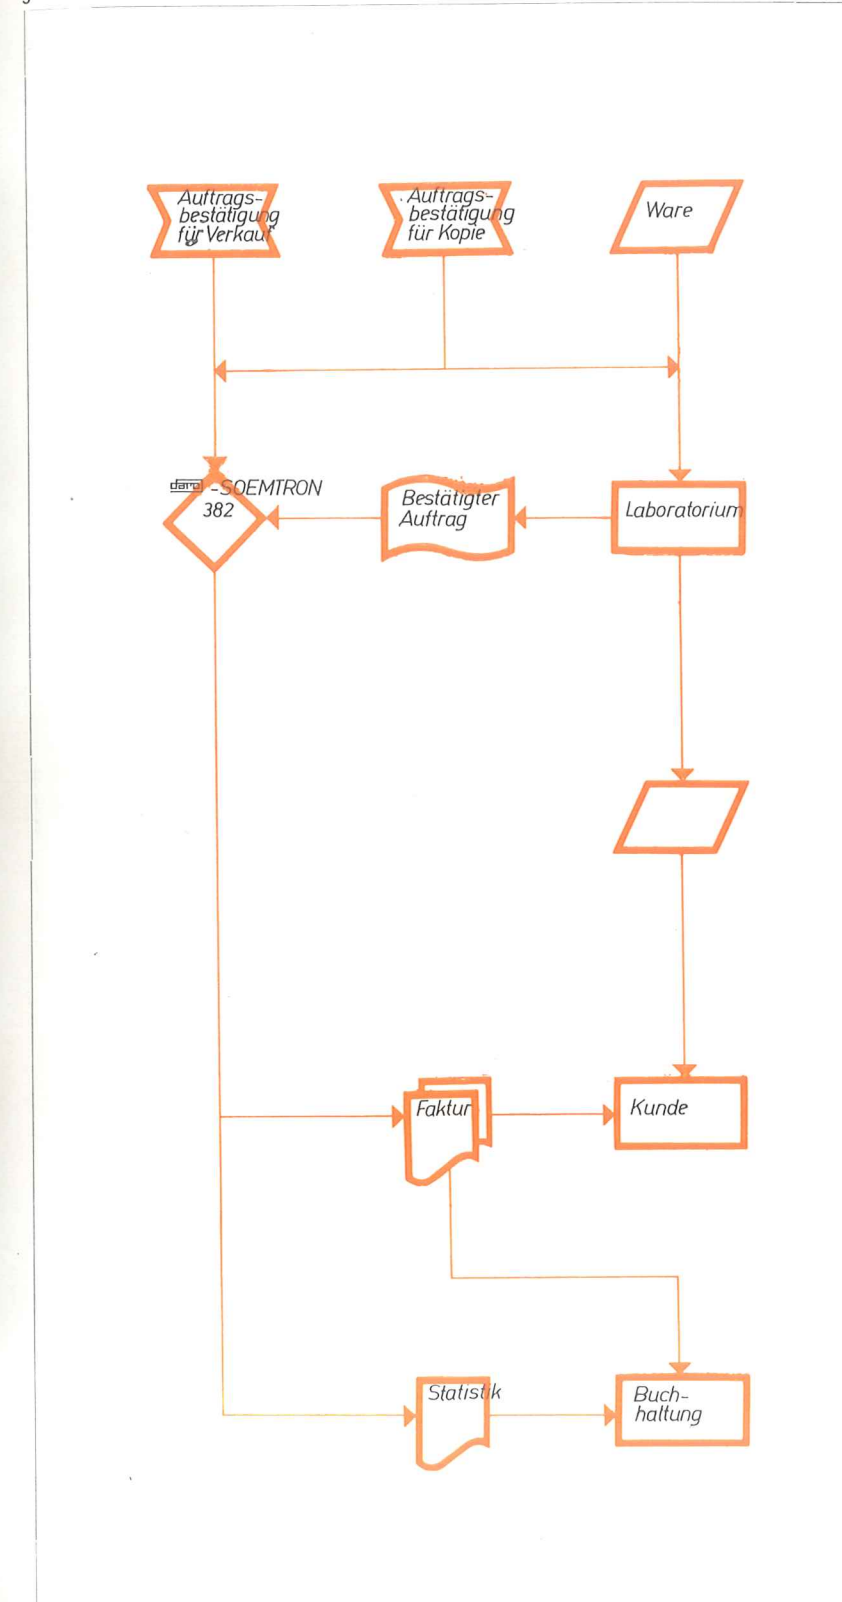 Auftrags-
bestätigung
für Verkauf
Auftrags-
bestätigung
für Kopie
Ware
daro -SOEMTRON
382
Bestätigter
Auftrag
Laboratorium
Faktur
Kunde
Statistik
Buch-
haltung